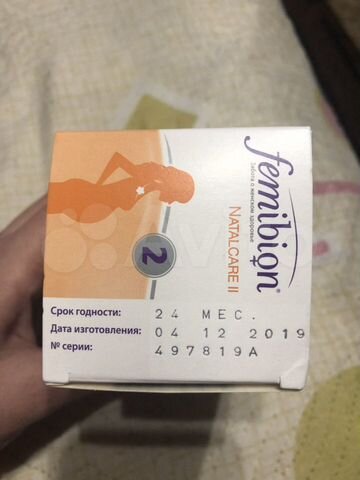 femibion®
Забота о женском здоровье
NATALCARE II
2
Срок годности: 24 МЕС.
Дата изготовления: 04 12 2019
№ серии: 497819A